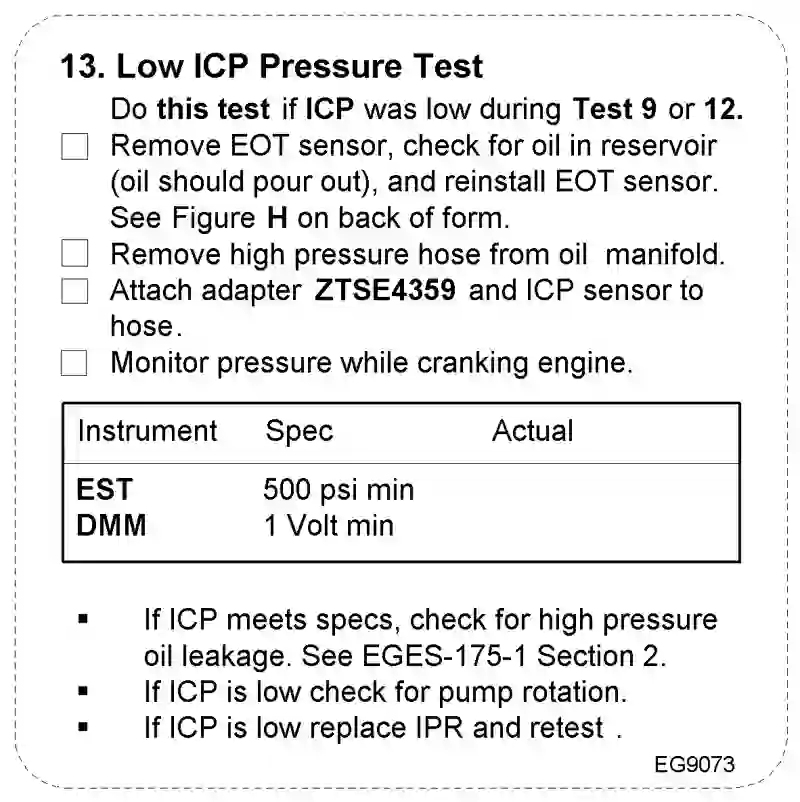 13. Low ICP Pressure Test
Do this test if ICP was low during Test 9 or 12.
Remove EOT sensor, check for oil in reservoir
(oil should pour out), and reinstall EOT sensor.
See Figure H on back of form.
Remove high pressure hose from oil manifold.
Attach adapter ZTSE4359 and ICP sensor to
hose.
Monitor pressure while cranking engine.
Instrument Spec Actual
EST 500 psi min
DMM 1 Volt min
▪ If ICP meets specs, check for high pressure
oil leakage. See EGES-175-1 Section 2.
▪ If ICP is low check for pump rotation.
▪ If ICP is low replace IPR and retest .
EG9073